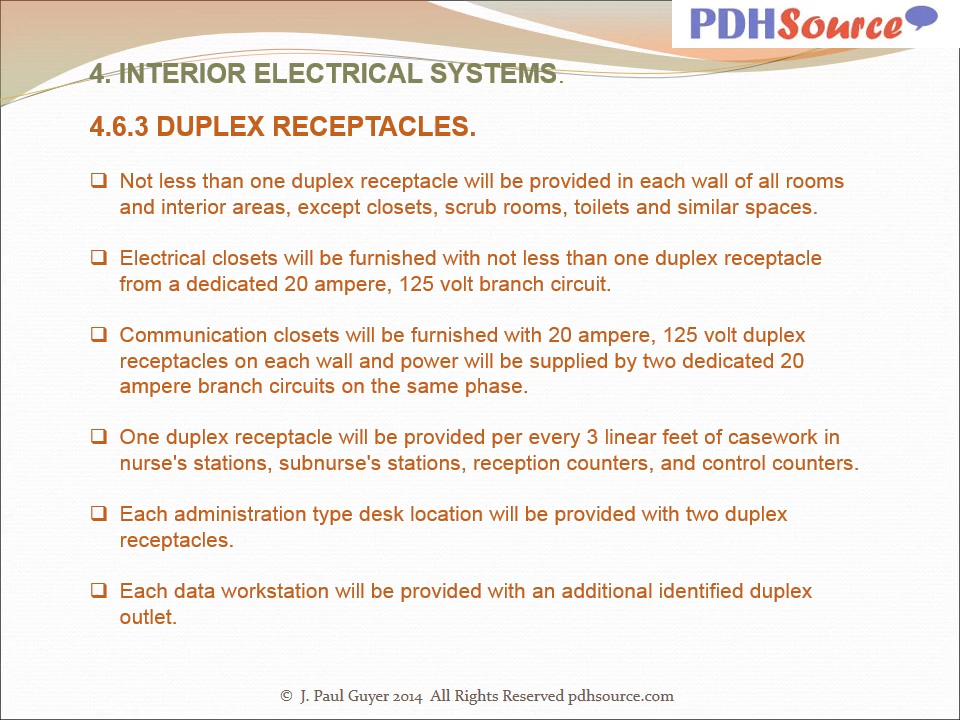 PDHSource
4. INTERIOR ELECTRICAL SYSTEMS.
4.6.3 DUPLEX RECEPTACLES.
Not less than one duplex receptacle will be provided in each wall of all rooms
and interior areas, except closets, scrub rooms, toilets and similar spaces.
Electrical closets will be furnished with not less than one duplex receptacle
from a dedicated 20 ampere, 125 volt branch circuit.
Communication closets will be furnished with 20 ampere, 125 volt duplex
receptacles on each wall and power will be supplied by two dedicated 20
ampere branch circuits on the same phase.
One duplex receptacle will be provided per every 3 linear feet of casework in
nurse's stations, subnurse's stations, reception counters, and control counters.
Each administration type desk location will be provided with two duplex
receptacles.
Each data workstation will be provided with an additional identified duplex
outlet.
© J. Paul Guyer 2014 All Rights Reserved pdhsource.com